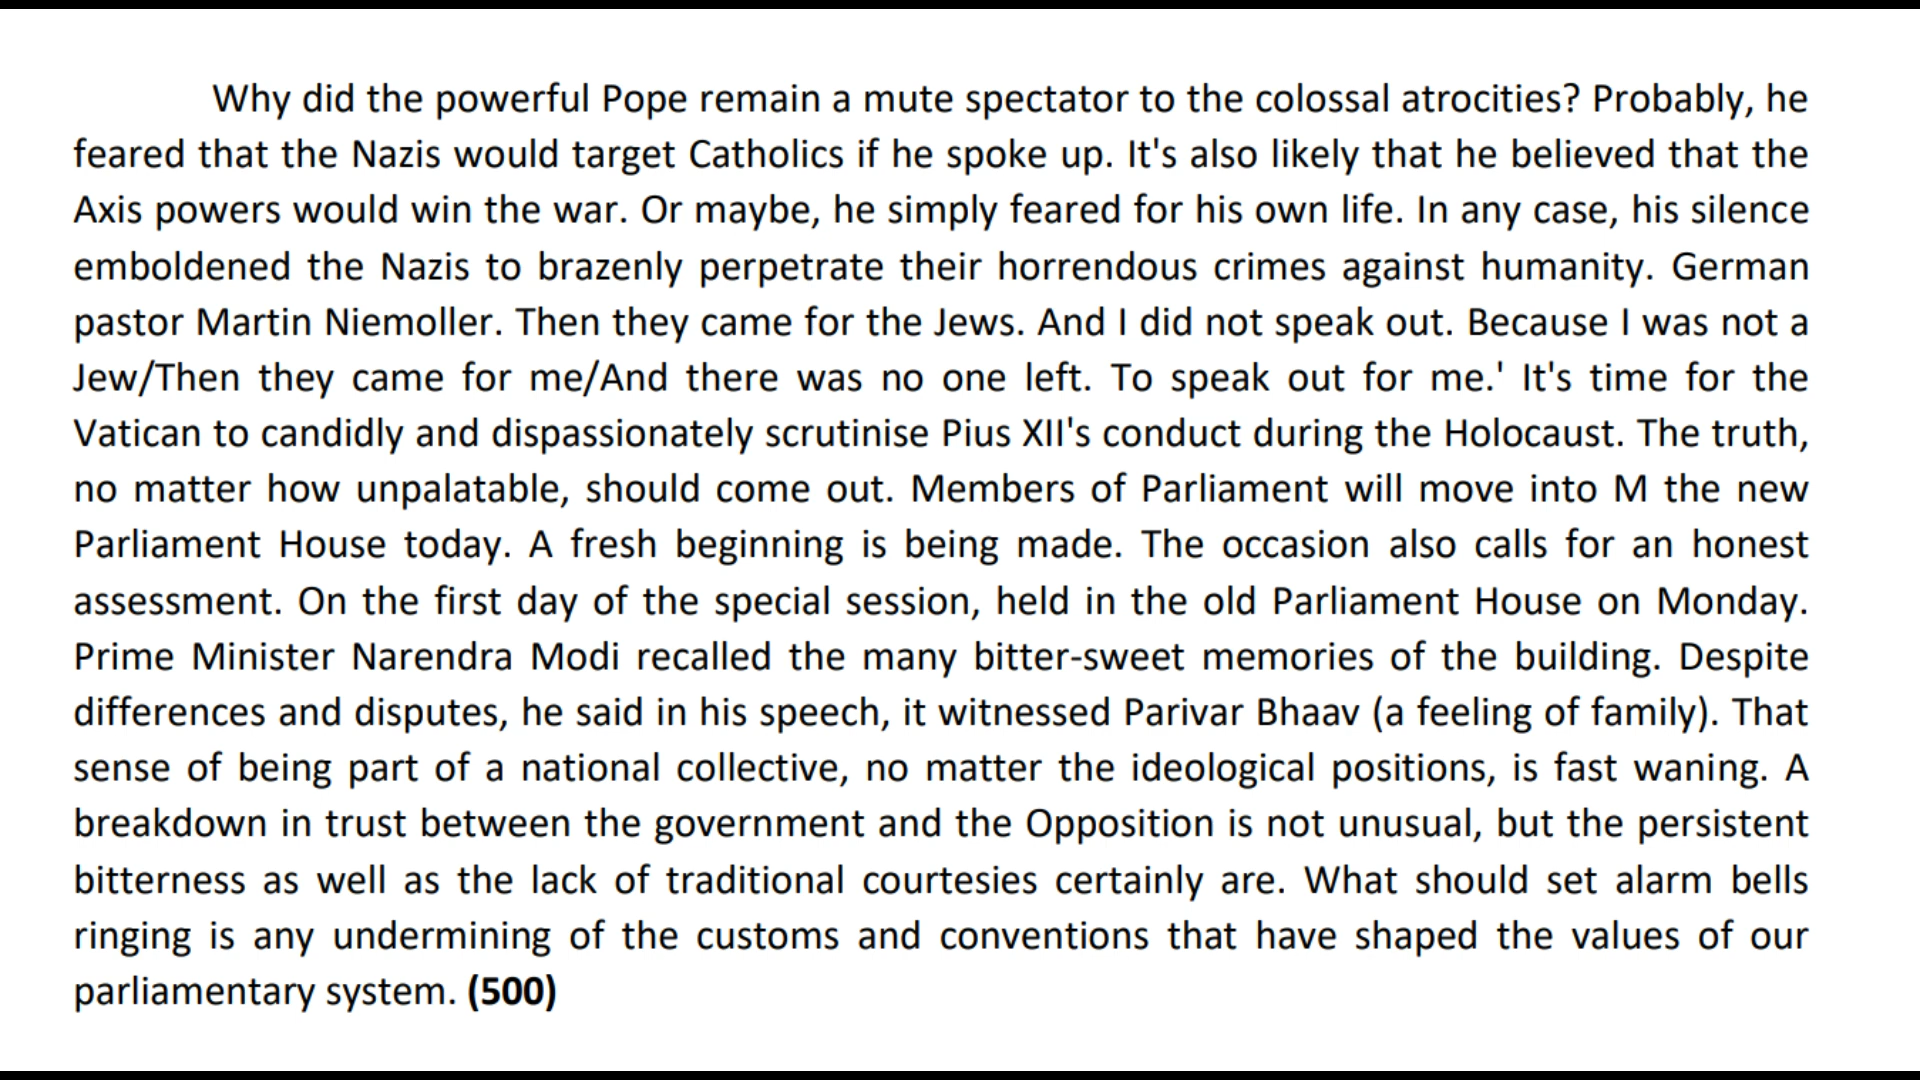 Why did the powerful Pope remain a mute spectator to the colossal atrocities? Probably, he
feared that the Nazis would target Catholics if he spoke up. It's also likely that he believed that the
Axis powers would win the war. Or maybe, he simply feared for his own life. In any case, his silence
emboldened the Nazis to brazenly perpetrate their horrendous crimes against humanity. German
pastor Martin Niemoller. Then they came for the Jews. And I did not speak out. Because I was not a
Jew/Then they came for me/And there was no one left. To speak out for me.' It's time for the
Vatican to candidly and dispassionately scrutinise Pius XII's conduct during the Holocaust. The truth,
no matter how unpalatable, should come out. Members of Parliament will move into M the new
Parliament House today. A fresh beginning is being made. The occasion also calls for an honest
assessment. On the first day of the special session, held in the old Parliament House on Monday.
Prime Minister Narendra Modi recalled the many bitter-sweet memories of the building. Despite
differences and disputes, he said in his speech, it witnessed Parivar Bhaav (a feeling of family). That
sense of being part of a national collective, no matter the ideological positions, is fast waning. A
breakdown in trust between the government and the Opposition is not unusual, but the persistent
bitterness as well as the lack of traditional courtesies certainly are. What should set alarm bells
ringing is any undermining of the customs and conventions that have shaped the values of our
parliamentary system. (500)